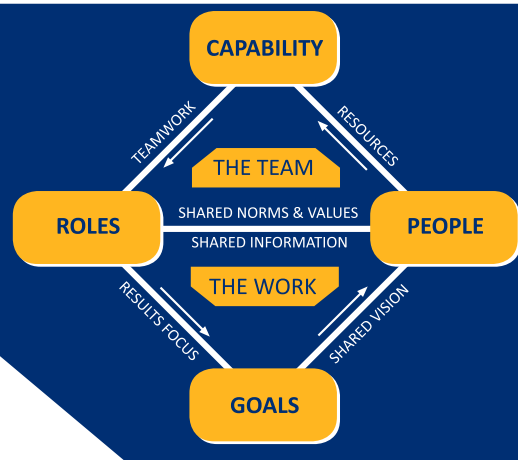 CAPABILITY
TEAMWORK
RESOURCES
THE TEAM
SHARED NORMS & VALUES
ROLES
PEOPLE
SHARED INFORMATION
THE WORK
RESULTS FOCUS
SHARED VISION
GOALS